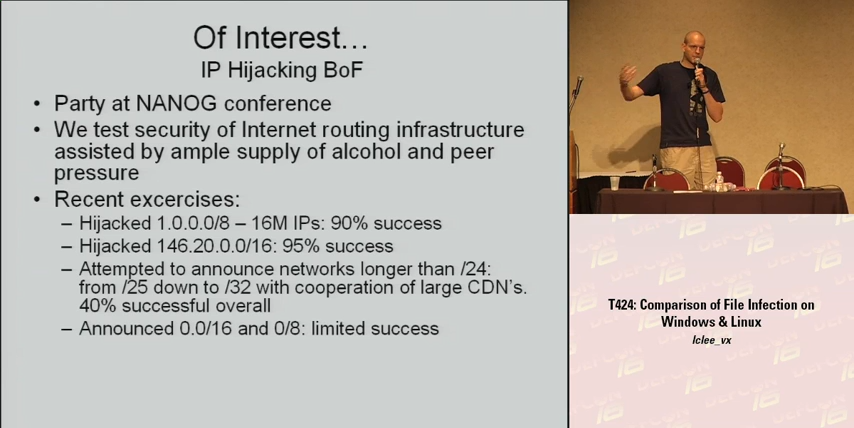 Of Interest…
IP Hijacking BoF
• Party at NANOG conference
• We test security of Internet routing infrastructure
assisted by ample supply of alcohol and peer
pressure
• Recent excercises:
– Hijacked 1.0.0.0/8 – 16M IPs: 90% success
– Hijacked 146.20.0.0/16: 95% success
– Attempted to announce networks longer than /24:
from /25 down to /32 with cooperation of large CDN's.
40% successful overall
– Announced 0.0/16 and 0/8: limited success
T424: Comparison of File Infection on
Windows & Linux
lclee_vx